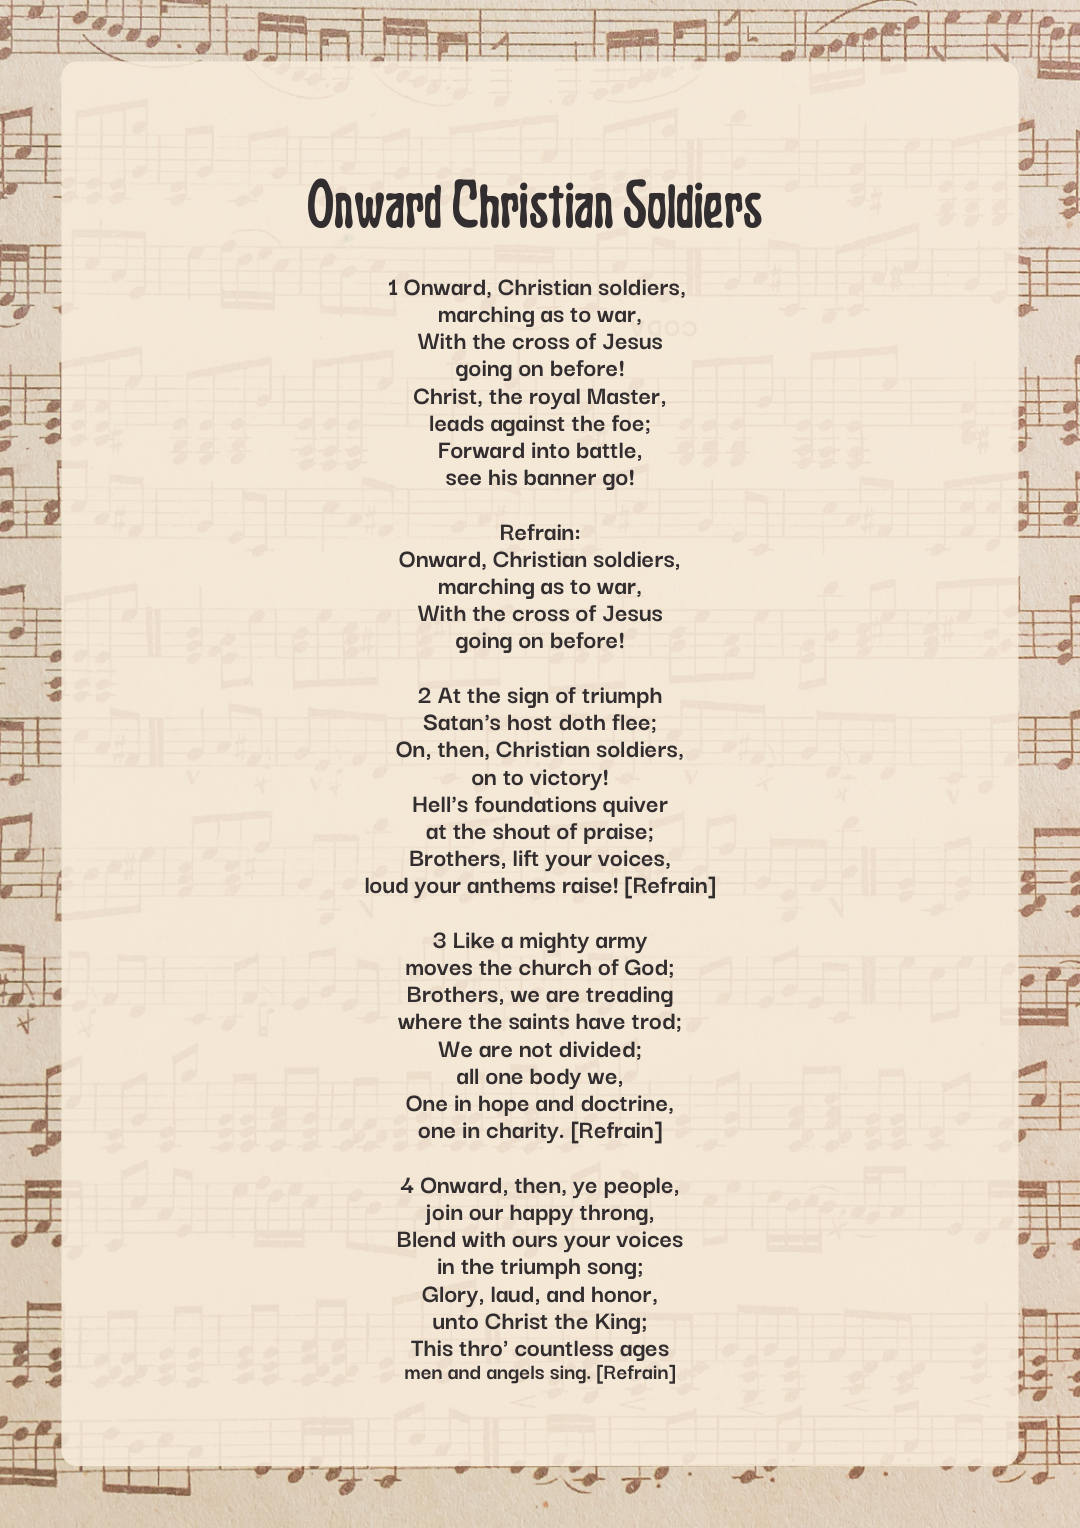 Onward Christian Soldiers
1 Onward, Christian soldiers,
marching as to war,
With the cross of Jesus
going on before!
Christ, the royal Master,
leads against the foe;
Forward into battle,
see his banner go!
Refrain:
Onward, Christian soldiers,
marching as to war,
With the cross of Jesus
going on before!
2 At the sign of triumph
Satan's host doth flee;
On, then, Christian soldiers,
on to victory!
Hell's foundations quiver
at the shout of praise;
Brothers, lift your voices,
loud your anthems raise! [Refrain]
3 Like a mighty army
moves the church of God;
Brothers, we are treading
where the saints have trod;
We are not divided;
all one body we,
One in hope and doctrine,
one in charity. [Refrain]
4 Onward, then, ye people,
join our happy throng,
Blend with ours your voices
in the triumph song;
Glory, laud, and honor,
unto Christ the King;
This thro' countless ages
men and angels sing. [Refrain]